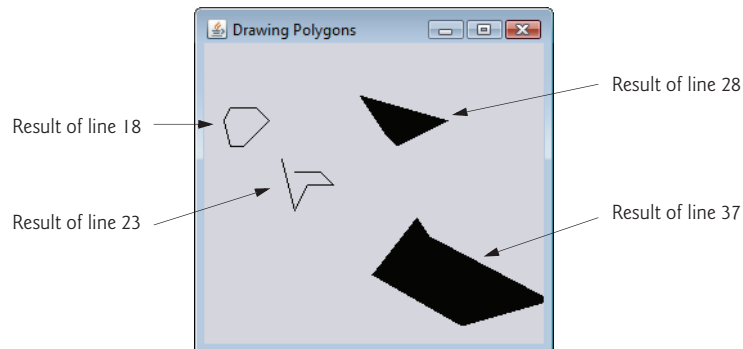 Drawing Polygons
Result of line 28
Result of line 18
Result of line 23
Result of line 37